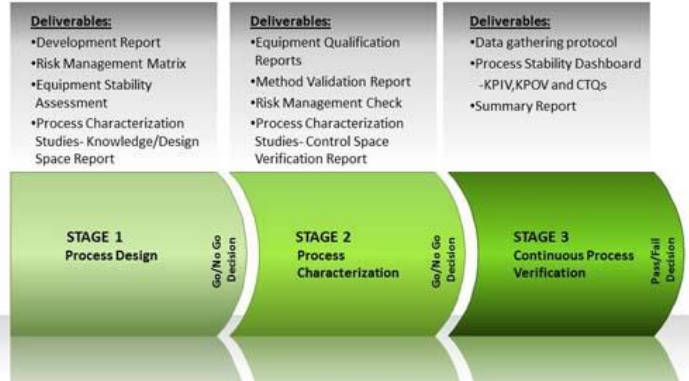 Deliverables:
•Development Report
•Risk Management Matrix
•Equipment Stability
Assessment
•Process Characterization
Studies- Knowledge/Design
Space Report
Deliverables:
•Equipment Qualification
Reports
•Method Validation Report
•Risk Management Check
•Process Characterization
Studies- Control Space
Verification Report
Deliverables:
•Data gathering protocol
•Process Stability Dashboard
-KPIV,KPOV and CTQs
•Summary Report
STAGE 1
Process Design
Go/No Go
Decision
STAGE 2
Process
Characterization
Go/No Go
Decision
STAGE 3
Continuous Process
Verification
Pass/Fail
Decision